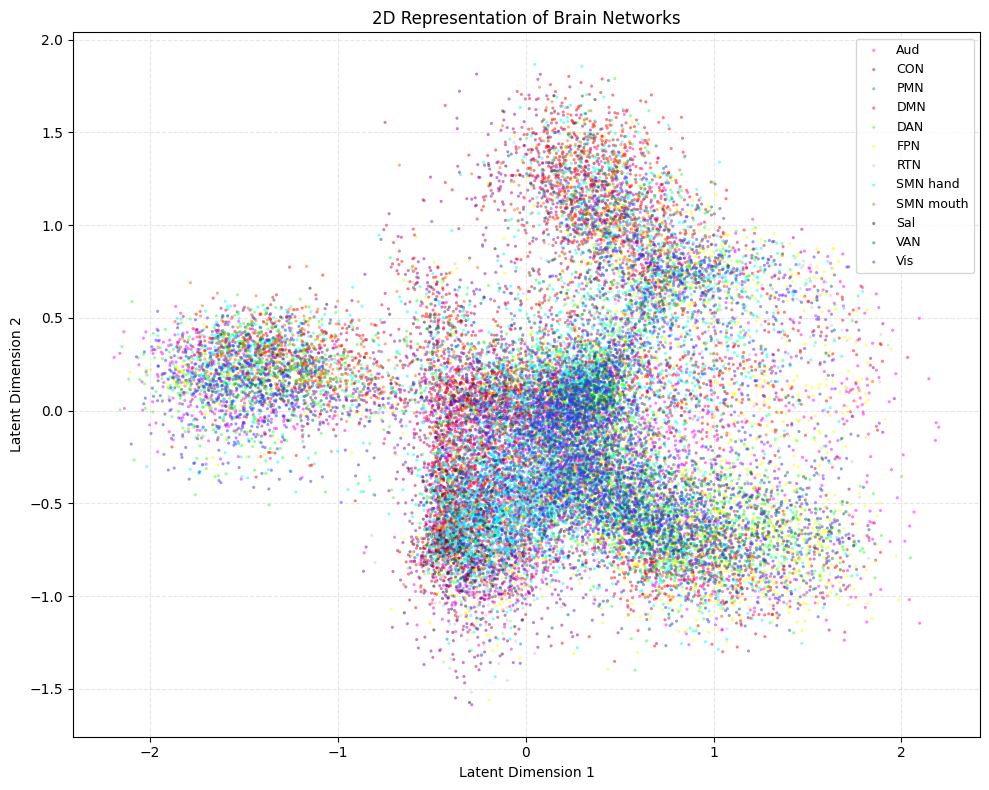 2D Representation of Brain Networks
Aud
CON
PMN
DMN
DAN
FPN
RTN
SMN hand
SMN mouth
Sal
VAN
Vis
Latent Dimension 2
2.0
1.5
1.0
0.5
0.0
−0.5
−1.0
−1.5
−2
−1
0
1
2
Latent Dimension 1